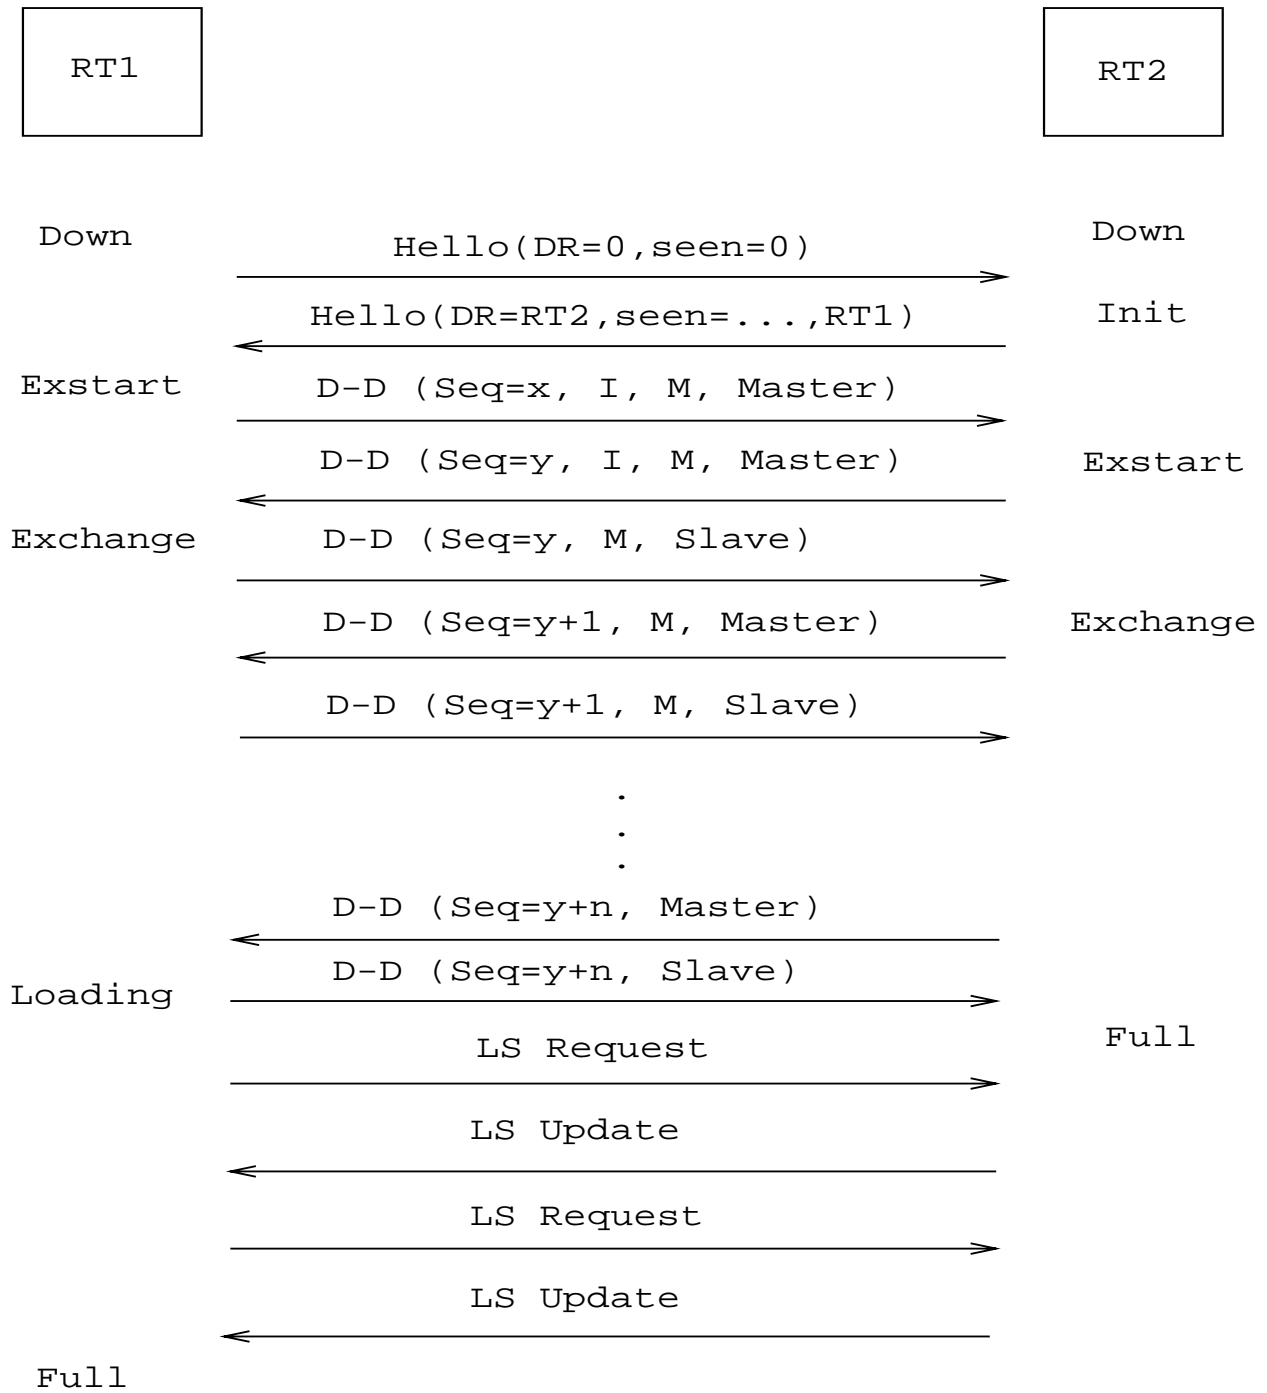 RT1
RT2
Down
Down
Hello(DR=0,seen=0)
Hello(DR=RT2,seen=...,RT1)
Init
Exstart
D-D (Seq=x, I, M, Master)
D-D (Seq=y, I, M, Master)
Exstart
Exchange
D-D (Seq=y, M, Slave)
D-D (Seq=y+1, M, Master)
Exchange
D-D (Seq=y+1, M, Slave)
.
.
.
D-D (Seq=y+n, Master)
D-D (Seq=y+n, Slave)
Loading
Full
LS Request
LS Update
LS Request
LS Update
Full